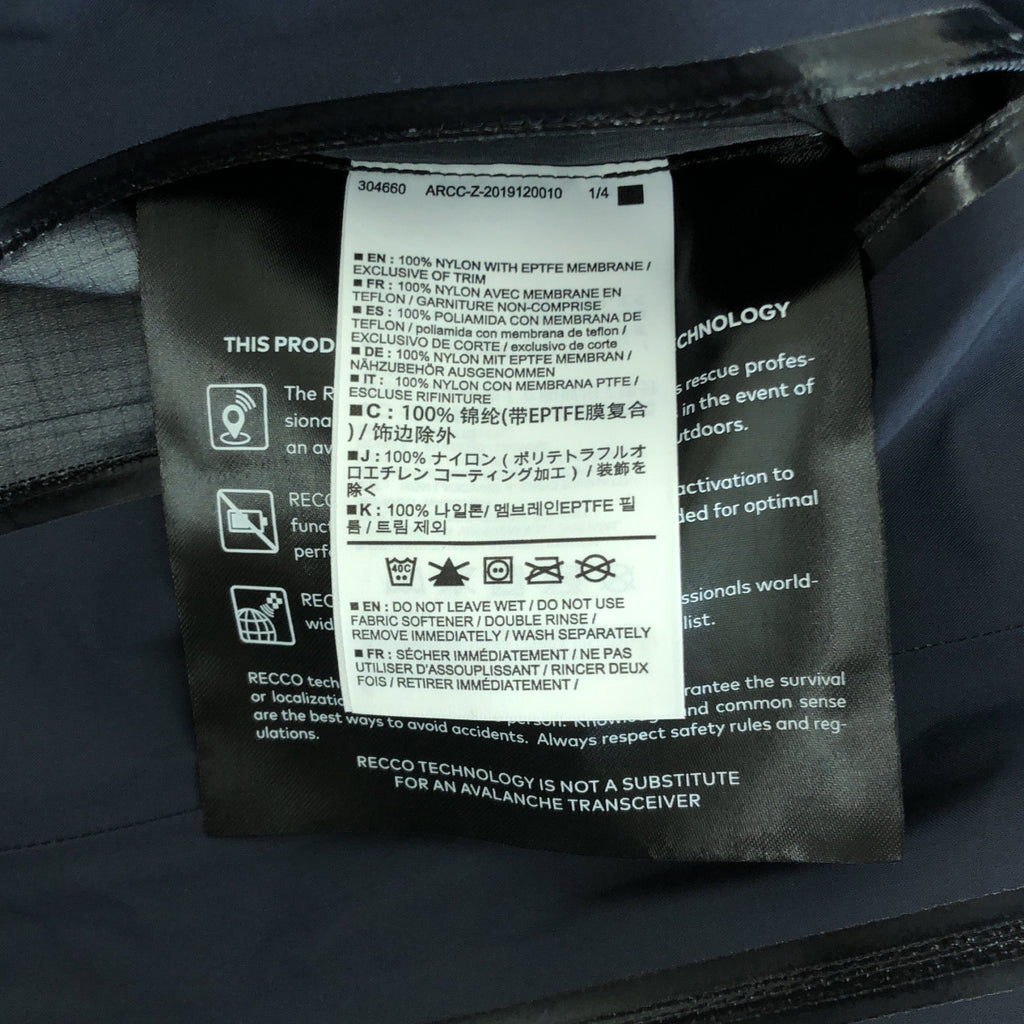 304660 ARCC-Z-2019120010 1/4
■ EN : 100% NYLON WITH EPTFE MEMBRANE /
EXCLUSIVE OF TRIM
■ FR : 100% NYLON AVEC MEMBRANE EN
TEFLON / GARNITURE NON-COMPRISE
■ ES : 100% POLIAMIDA CON MEMBRANA DE
TEFLON / poliamida con membrana de teflon /
EXCLUSIVO DE CORTE / exclusivo de corte
■ DE : 100% NYLON MIT EPTFE MEMBRAN /
NÄHZUBEHÖR AUSGENOMMEN
■ IT : 100% NYLON CON MEMBRANA PTFE /
ESCLUSE RIFINITURE
■C : 100% 锦纶(带EPTFE膜复合
) / 饰边除外
■J : 100% ナイロン ( ポリテトラフルオ
ロエチレン コーティング加工 ) / 装飾を
除く
■K : 100% 나일론/ 멤브레인EPTFE 필
름 / 트림 제외
40C
■ EN : DO NOT LEAVE WET / DO NOT USE
FABRIC SOFTENER / DOUBLE RINSE /
REMOVE IMMEDIATELY / WASH SEPARATELY
■ FR : SÉCHER IMMÉDIATEMENT / NE PAS
UTILISER D'ASSOUPLISSANT / RINCER DEUX
FOIS / RETIRER IMMÉDIATEMENT /
THIS PROD CHNOLOGY
The R s rescue profes-
siona in the event of
an av utdoors.
RECC activation to
funct ded for optimal
perf
REC ssionals world-
wid list.
RECCO tech rantee the survival
or localizatio person. Knowledg and common sense
are the best ways to avoid accidents. Always respect safety rules and reg-
ulations.
RECCO TECHNOLOGY IS NOT A SUBSTITUTE
FOR AN AVALANCHE TRANSCEIVER